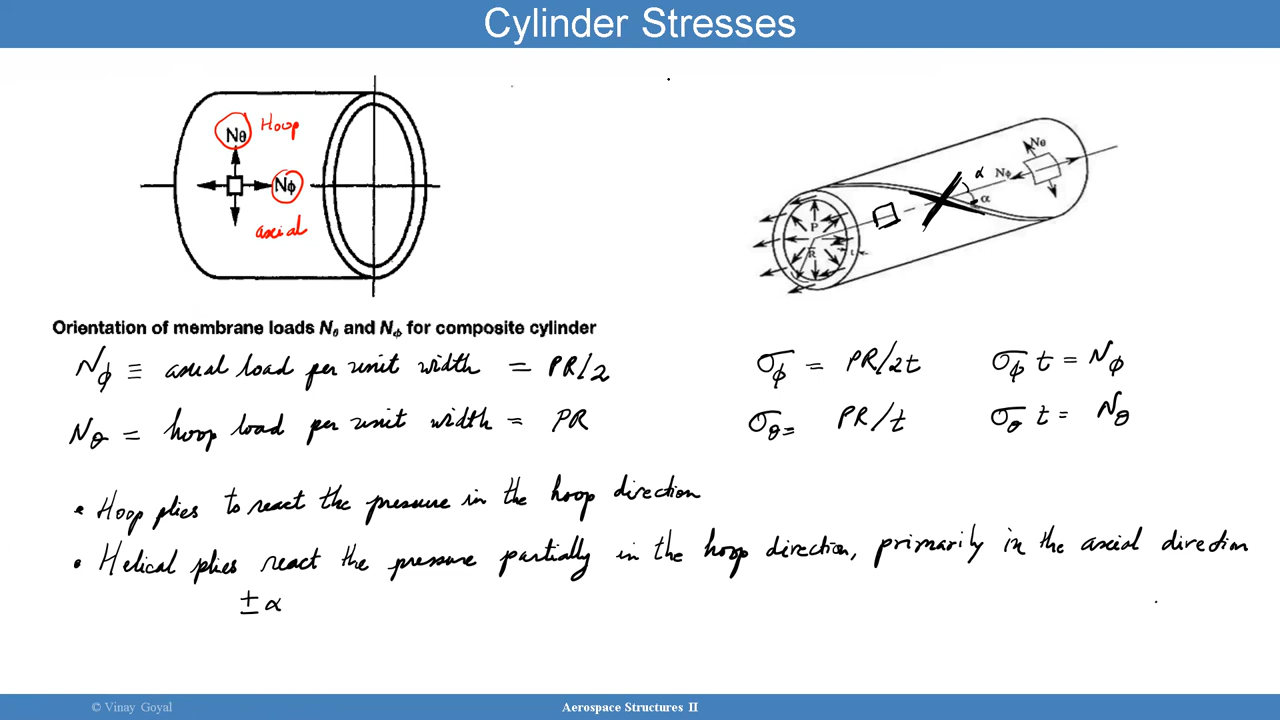 Cylinder Stresses
Nθ Hoop
Nϕ
axial
Nθ
Nϕ
α
α
P
R
t
Orientation of membrane loads Nθ and Nϕ for composite cylinder
Nϕ ≡ axial load per unit width = PR/2
σϕ = PR/2t
σϕ t = Nϕ
Nθ = hoop load per unit width = PR
σθ = PR/t
σθ t = Nθ
• Hoop plies to react the pressure in the hoop direction
• Helical plies react the pressure partially in the hoop direction, primarily in the axial direction
± α
© Vinay Goyal
Aerospace Structures II